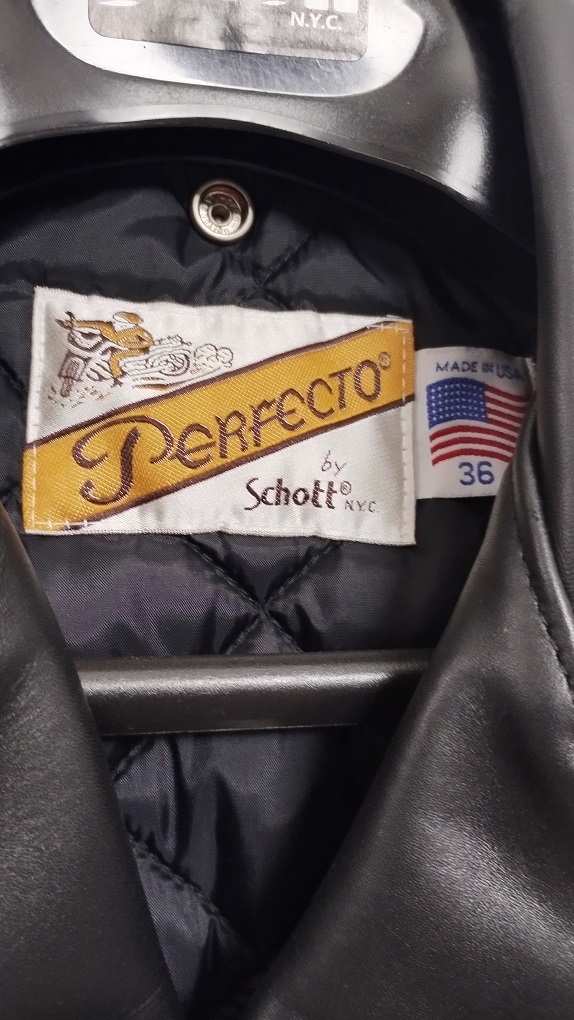 N.Y.C.
PERFECTO®
by
Schott® N.Y.C.
MADE IN USA
36